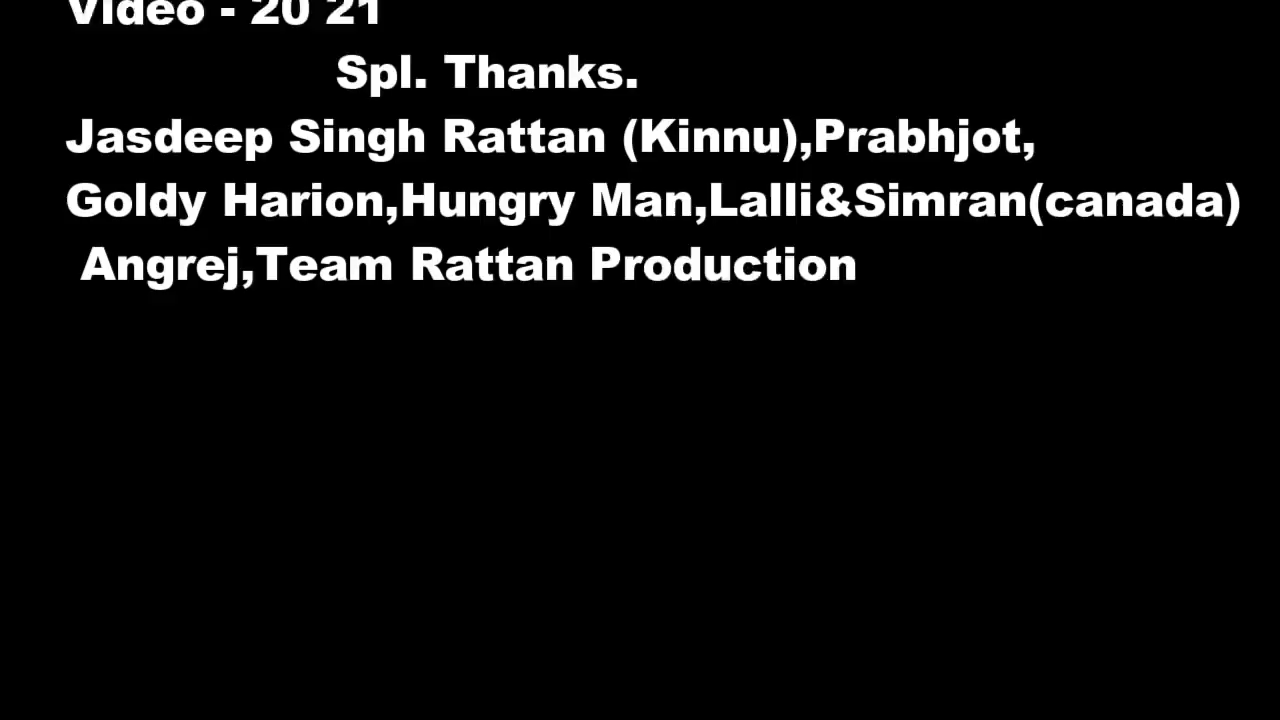 Video - 20 21
Spl. Thanks.
Jasdeep Singh Rattan (Kinnu),Prabhjot,
Goldy Harion,Hungry Man,Lalli&Simran(canada)
Angrej,Team Rattan Production